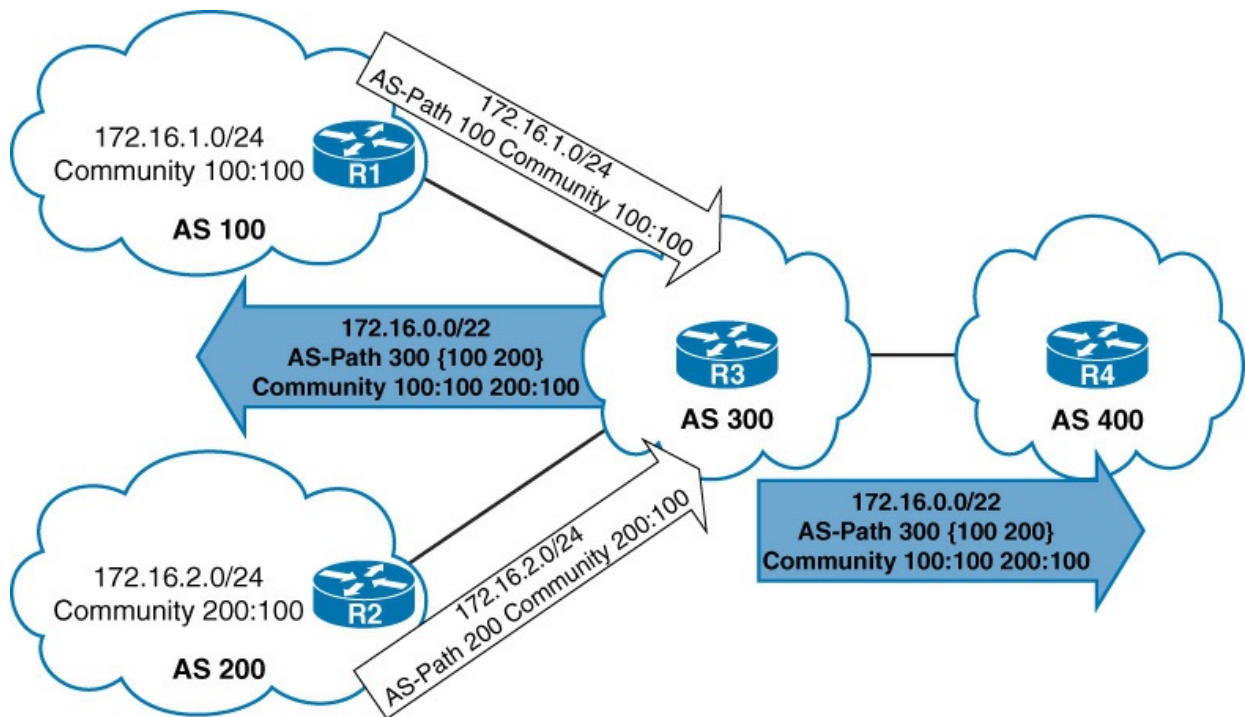 172.16.1.0/24
Community 100:100
R1
AS 100
172.16.1.0/24
AS-Path 100 Community 100:100
172.16.0.0/22
AS-Path 300 {100 200}
Community 100:100 200:100
R3
AS 300
R4
AS 400
172.16.2.0/24
Community 200:100
R2
AS 200
172.16.2.0/24
AS-Path 200 Community 200:100
172.16.0.0/22
AS-Path 300 {100 200}
Community 100:100 200:100